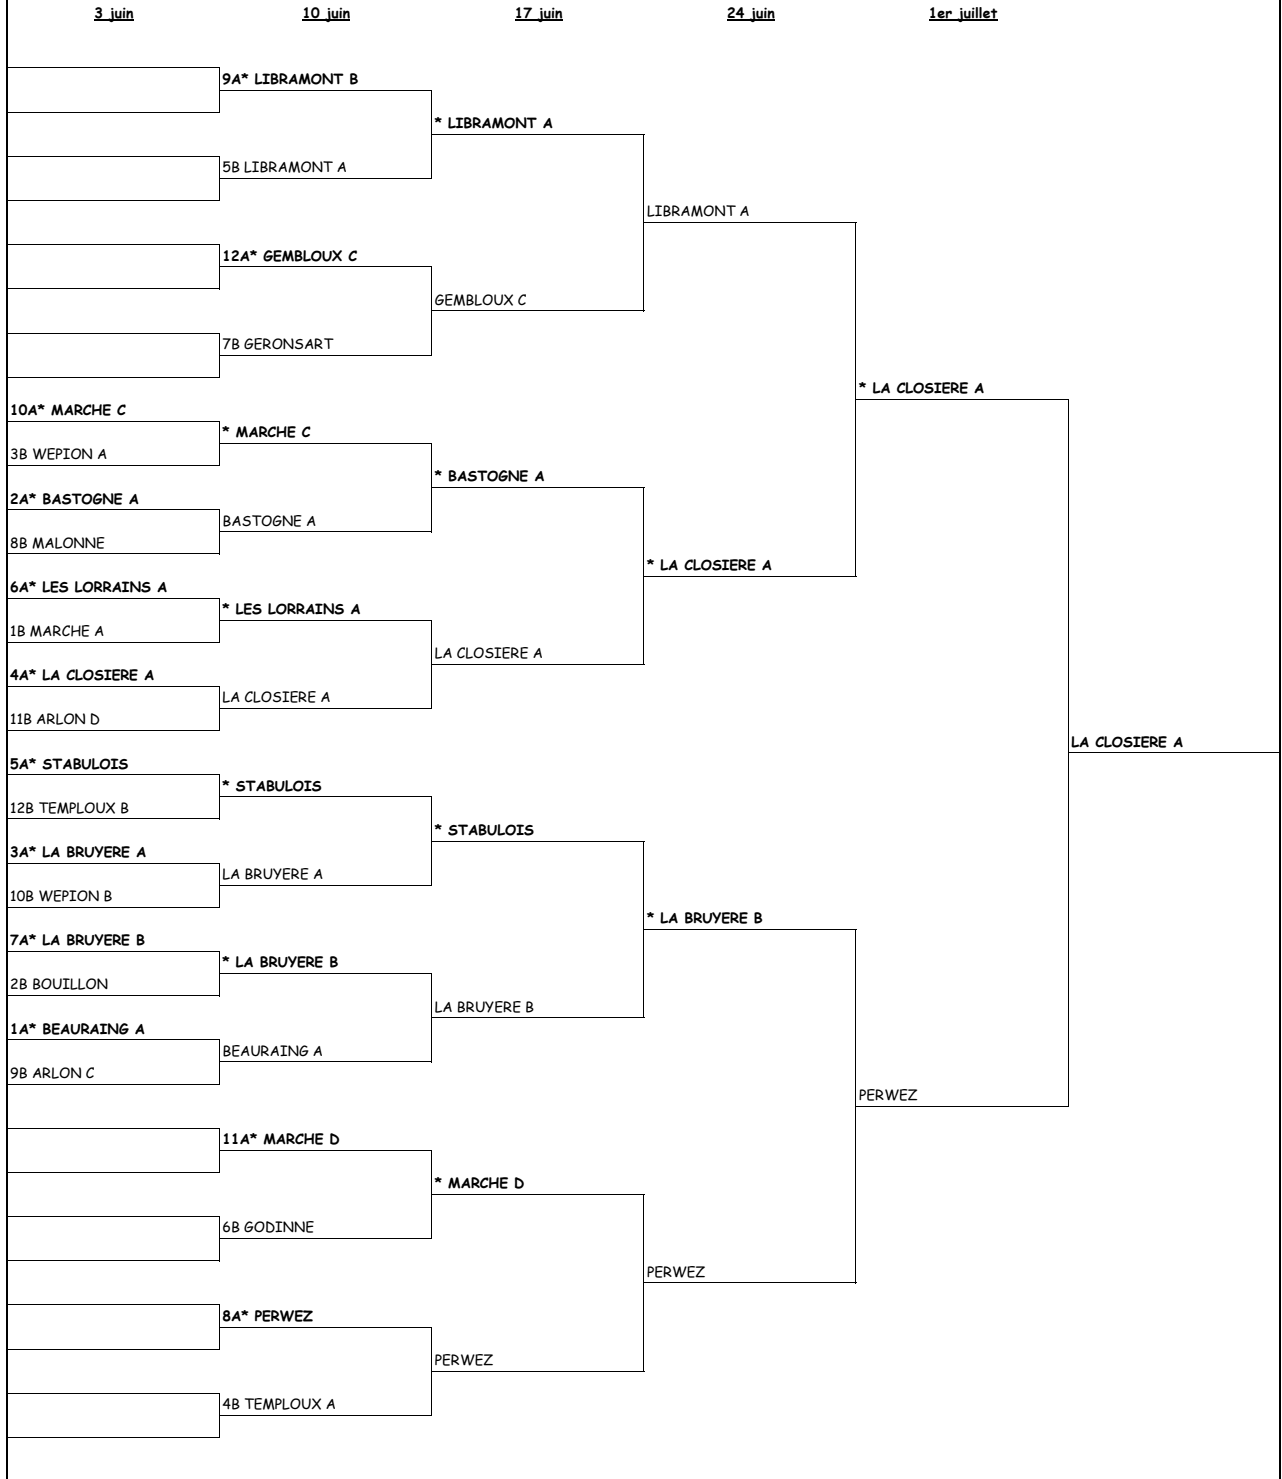 3 juin 10 juin 17 juin 24 juin 1er juillet
9A* LIBRAMONT B
* LIBRAMONT A
5B LIBRAMONT A
LIBRAMONT A
12A* GEMBLOUX C
GEMBLOUX C
7B GERONSART
* LA CLOSIERE A
10A* MARCHE C
* MARCHE C
3B WEPION A
* BASTOGNE A
2A* BASTOGNE A
BASTOGNE A
8B MALONNE
* LA CLOSIERE A
6A* LES LORRAINS A
* LES LORRAINS A
1B MARCHE A
LA CLOSIERE A
4A* LA CLOSIERE A
LA CLOSIERE A
11B ARLON D
LA CLOSIERE A
5A* STABULOIS
* STABULOIS
12B TEMPLOUX B
* STABULOIS
3A* LA BRUYERE A
LA BRUYERE A
10B WEPION B
* LA BRUYERE B
7A* LA BRUYERE B
* LA BRUYERE B
2B BOUILLON
LA BRUYERE B
1A* BEAURAING A
BEAURAING A
9B ARLON C
PERWEZ
11A* MARCHE D
* MARCHE D
6B GODINNE
PERWEZ
8A* PERWEZ
PERWEZ
4B TEMPLOUX A